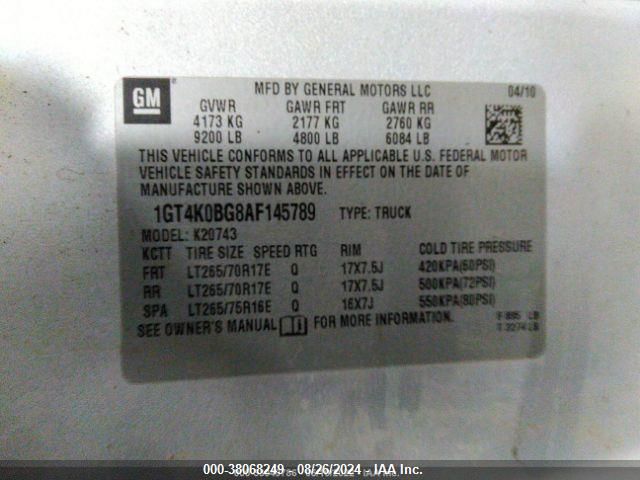 GM
MFD BY GENERAL MOTORS LLC 04/10
GVWR GAWR FRT GAWR RR
4173 KG 2177 KG 2760 KG
9200 LB 4800 LB 6084 LB
THIS VEHICLE CONFORMS TO ALL APPLICABLE U.S. FEDERAL MOTOR
VEHICLE SAFETY STANDARDS IN EFFECT ON THE DATE OF
MANUFACTURE SHOWN ABOVE.
1GT4K0BG8AF145789 TYPE: TRUCK
MODEL: K20743
KCTT TIRE SIZE SPEED RTG RIM COLD TIRE PRESSURE
FRT LT265/70R17E Q 17X7.5J 420KPA(60PSI)
RR LT265/70R17E Q 17X7.5J 500KPA(72PSI)
SPA LT265/75R16E Q 16X7J 550KPA(80PSI)
SEE OWNER'S MANUAL FOR MORE INFORMATION.
LB
LB
000-38068249 - 08/26/2024 - IAA Inc.